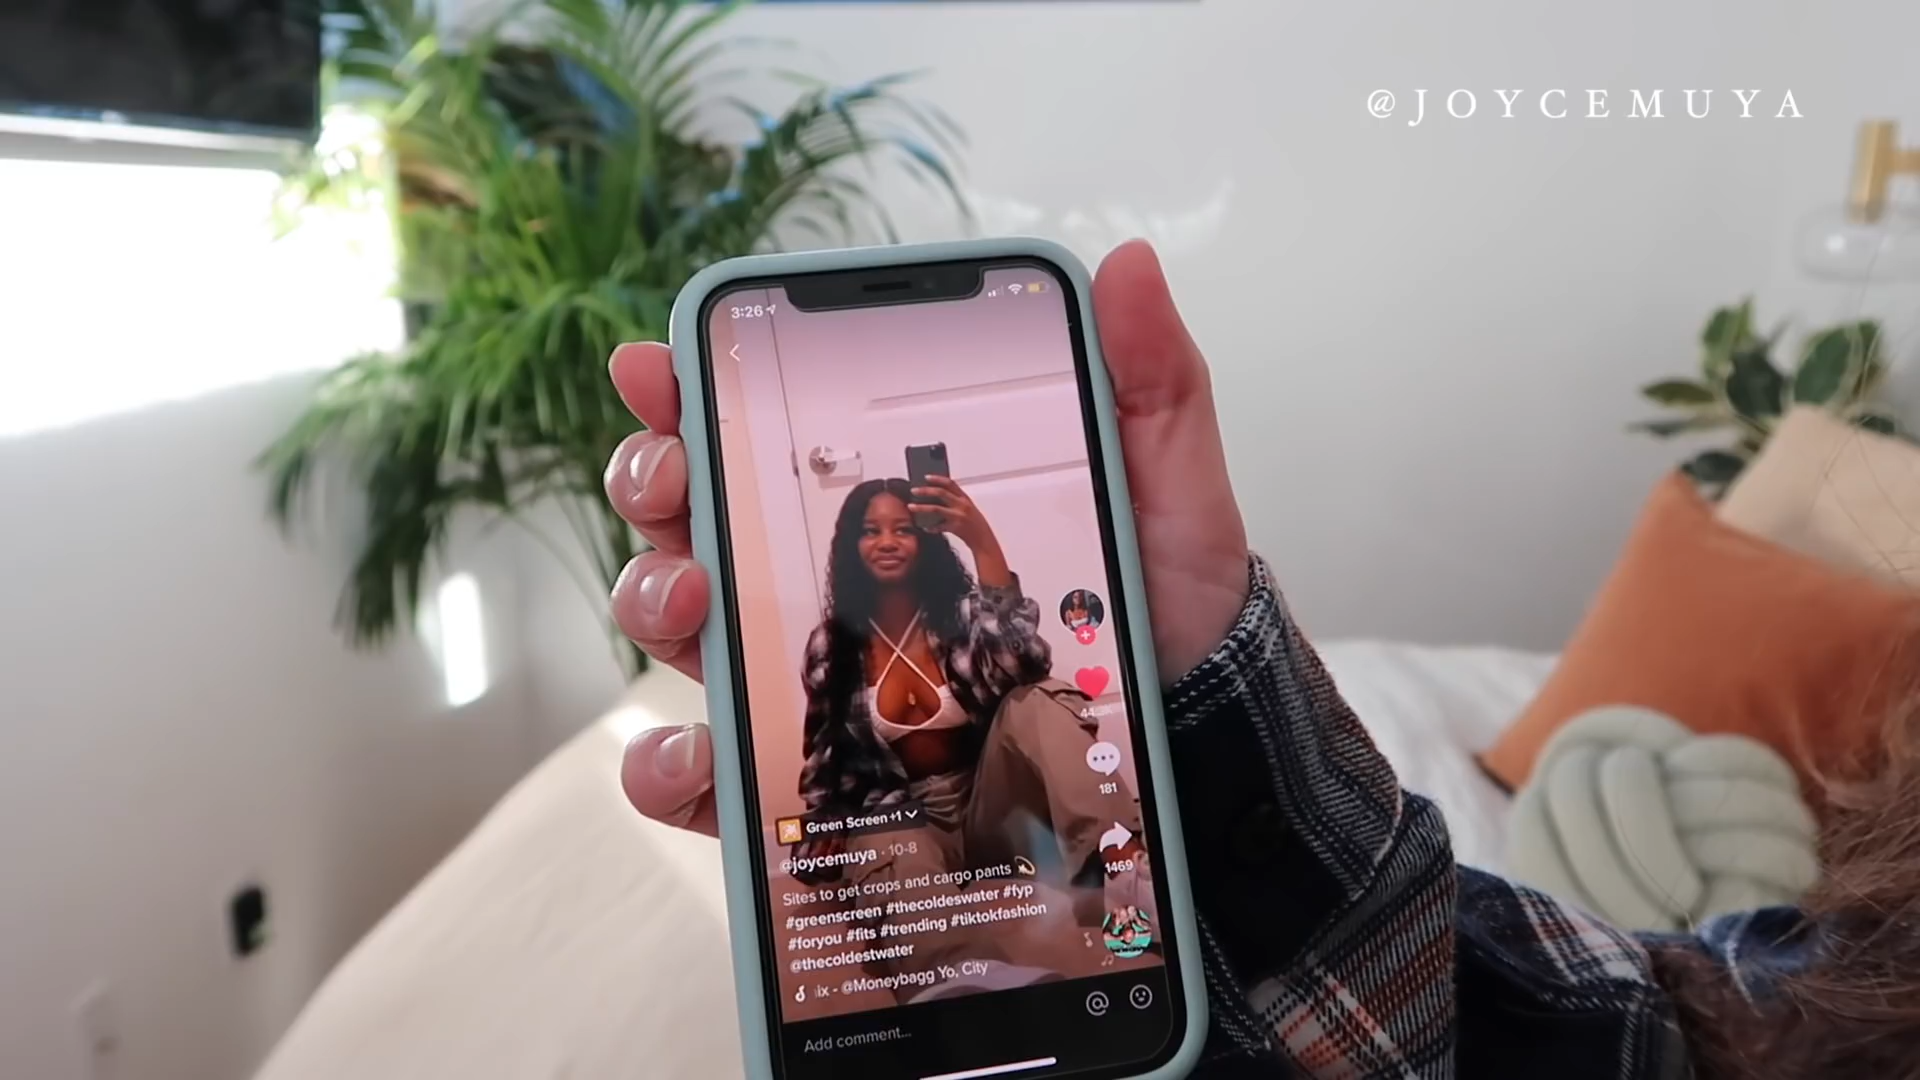 @JOYCEMUYA
3:26
Green Screen +1
@joycemuya · 10-8
Sites to get crops and cargo pants 💫
#greenscreen #thecoldeswater #fyp
#foryou #fits #trending #tiktokfashion
@thecoldestwater
ix - @Moneybagg Yo, City
Add comment...
181
1469